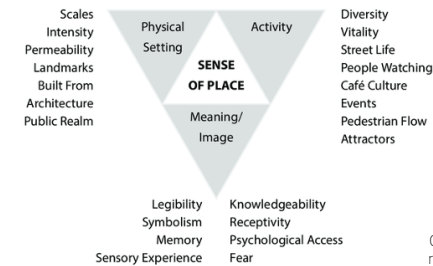 Scales
Intensity
Permeability
Landmarks
Built From
Architecture
Public Realm
Physical
Setting
Activity
SENSE
OF PLACE
Meaning/
Image
Diversity
Vitality
Street Life
People Watching
Café Culture
Events
Pedestrian Flow
Attractors
Legibility
Symbolism
Memory
Sensory Experience
Knowledgeability
Receptivity
Psychological Access
Fear